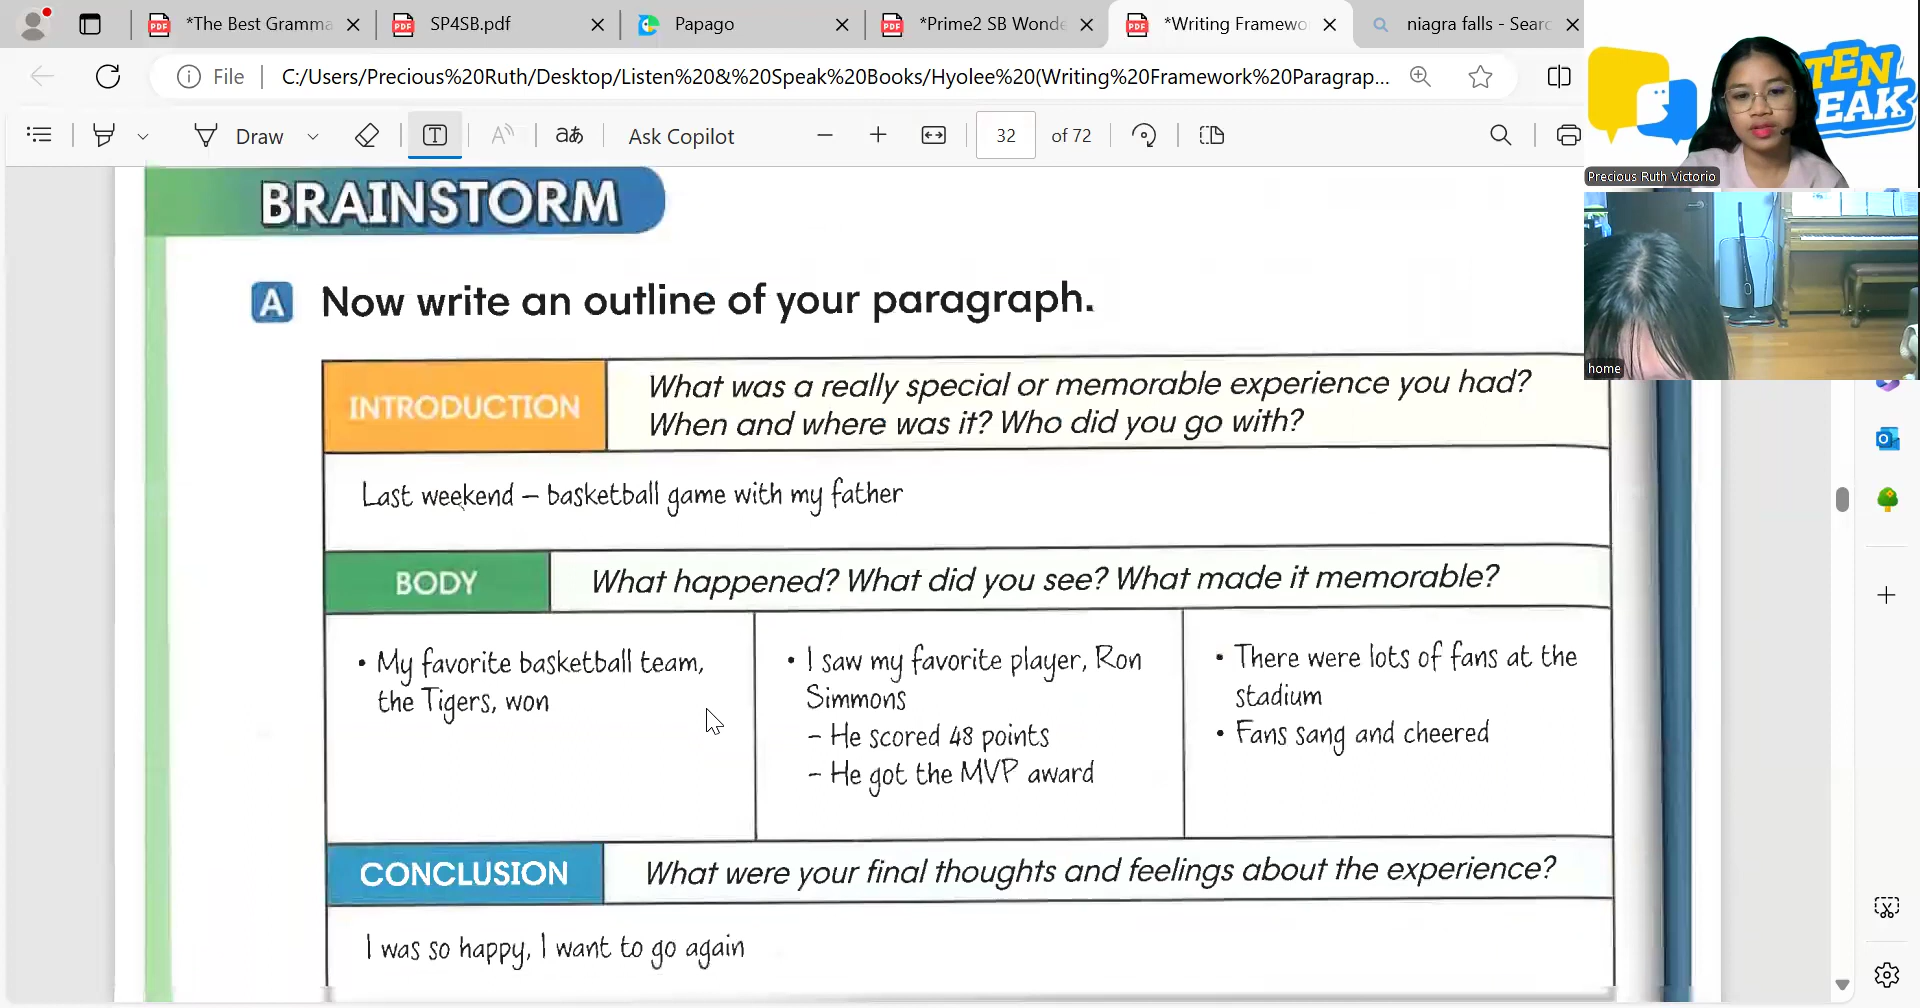 *The Best Gramma
SP4SB.pdf
Papago
*Prime2 SB Wonde
*Writing Framewo
niagra falls - Searc
File
C:/Users/Precious%20Ruth/Desktop/Listen%20&%20Speak%20Books/Hyolee%20(Writing%20Framework%20Paragrap...
Draw
Ask Copilot
32
of 72
TEN
EAK
Precious Ruth Victorio
home
BRAINSTORM
A Now write an outline of your paragraph.
INTRODUCTION
What was a really special or memorable experience you had?
When and where was it? Who did you go with?
Last weekend – basketball game with my father
BODY
What happened? What did you see? What made it memorable?
• My favorite basketball team,
the Tigers, won
• I saw my favorite player, Ron
Simmons
– He scored 48 points
– He got the MVP award
• There were lots of fans at the
stadium
• Fans sang and cheered
CONCLUSION
What were your final thoughts and feelings about the experience?
I was so happy, I want to go again